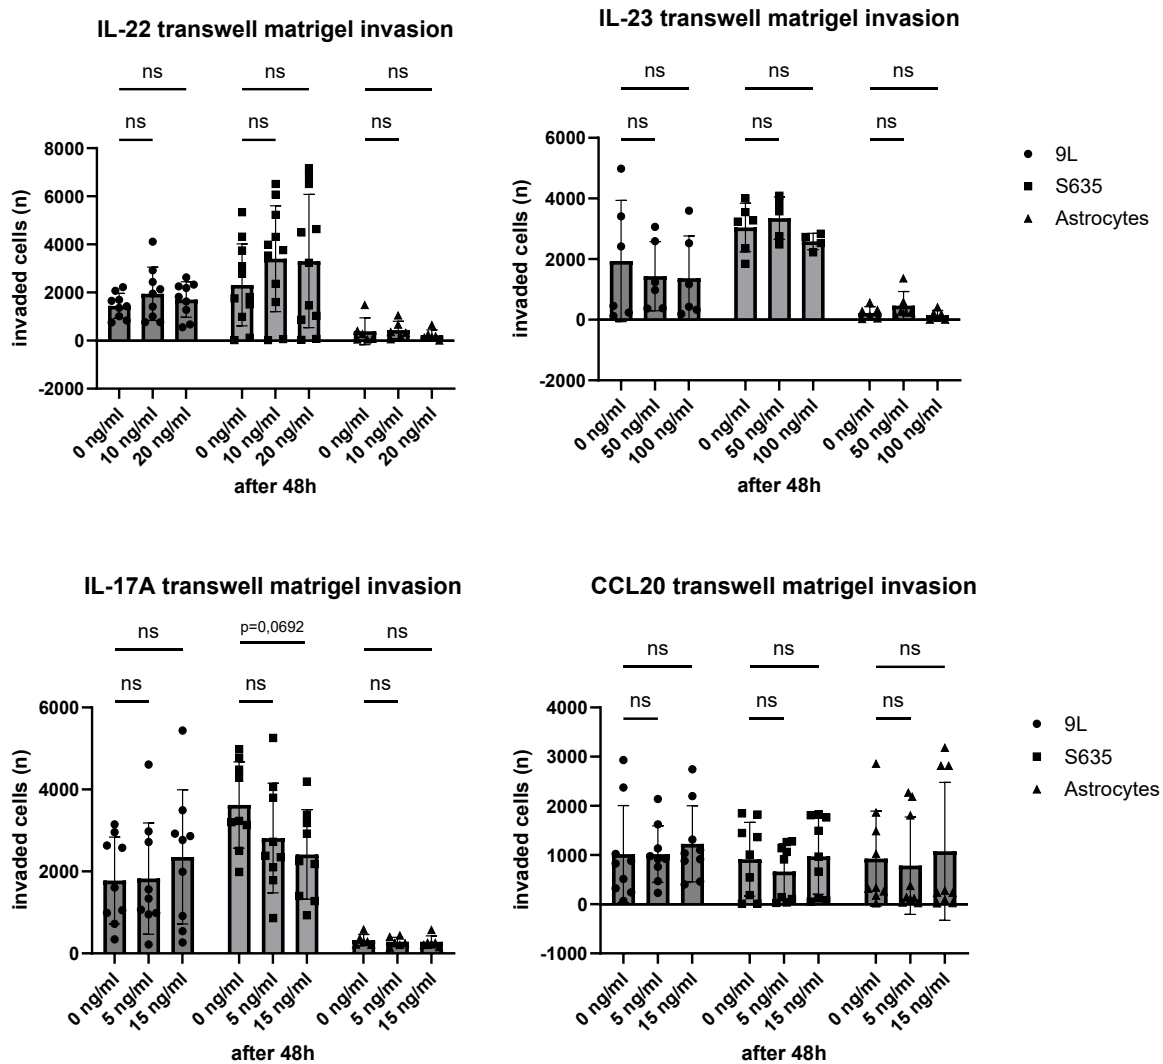 IL-22 transwell matrigel invasion
ns ns ns
ns ns ns
8000
6000
4000
2000
0
-2000
invaded cells (n)
0 ng/ml 10 ng/ml 20 ng/ml 0 ng/ml 10 ng/ml 20 ng/ml 0 ng/ml 10 ng/ml 20 ng/ml
after 48h
IL-23 transwell matrigel invasion
ns ns ns
ns ns ns
6000
4000
2000
0
-2000
invaded cells (n)
0 ng/ml 50 ng/ml 100 ng/ml 0 ng/ml 50 ng/ml 100 ng/ml 0 ng/ml 50 ng/ml 100 ng/ml
after 48h
9L
S635
Astrocytes
IL-17A transwell matrigel invasion
ns p=0,0692 ns
ns ns ns
6000
4000
2000
0
invaded cells (n)
0 ng/ml 5 ng/ml 15 ng/ml 0 ng/ml 5 ng/ml 15 ng/ml 0 ng/ml 5 ng/ml 15 ng/ml
after 48h
CCL20 transwell matrigel invasion
ns ns ns
ns ns ns
4000
3000
2000
1000
0
-1000
invaded cells (n)
0 ng/ml 5 ng/ml 15 ng/ml 0 ng/ml 5 ng/ml 15 ng/ml 0 ng/ml 5 ng/ml 15 ng/ml
after 48h
9L
S635
Astrocytes